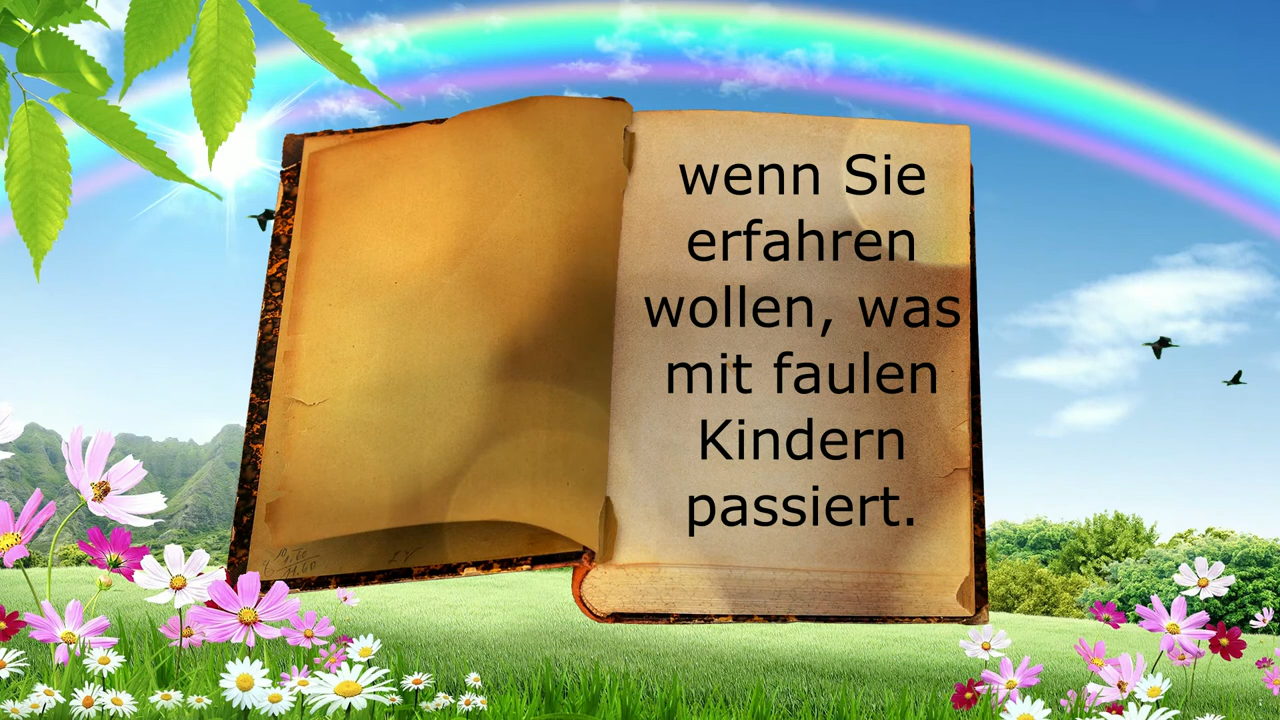 wenn Sie
erfahren
wollen, was
mit faulen
Kindern
passiert.